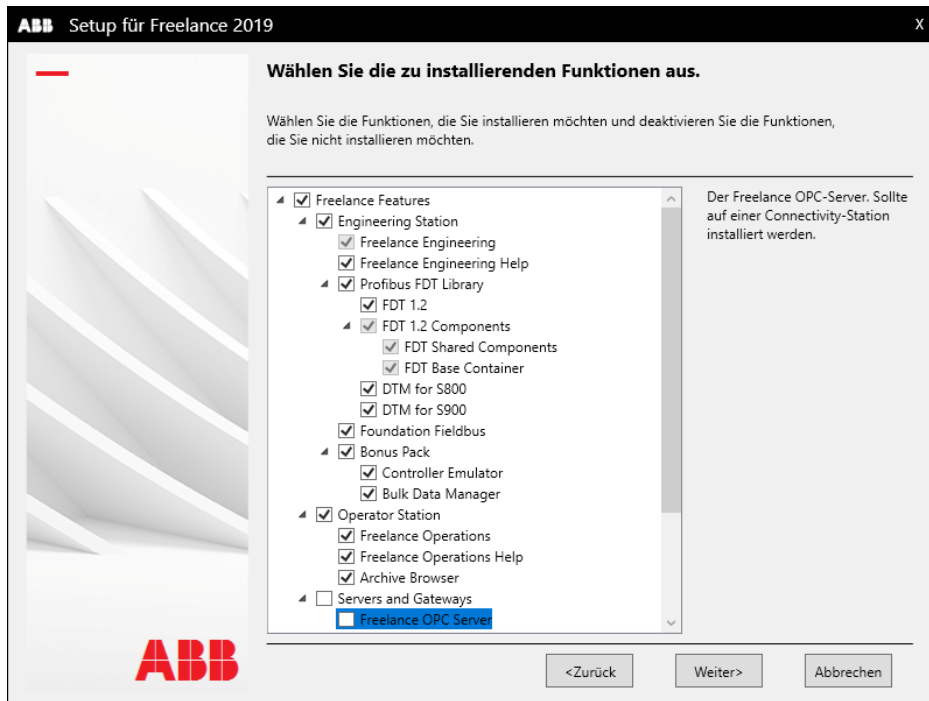 ABB Setup für Freelance 2019 X
Wählen Sie die zu installierenden Funktionen aus.
Wählen Sie die Funktionen, die Sie installieren möchten und deaktivieren Sie die Funktionen,
die Sie nicht installieren möchten.
Freelance Features
Engineering Station
Freelance Engineering
Freelance Engineering Help
Profibus FDT Library
FDT 1.2
FDT 1.2 Components
FDT Shared Components
FDT Base Container
DTM for S800
DTM for S900
Foundation Fieldbus
Bonus Pack
Controller Emulator
Bulk Data Manager
Operator Station
Freelance Operations
Freelance Operations Help
Archive Browser
Servers and Gateways
Freelance OPC Server
Der Freelance OPC-Server. Sollte
auf einer Connectivity-Station
installiert werden.
ABB
<Zurück Weiter> Abbrechen